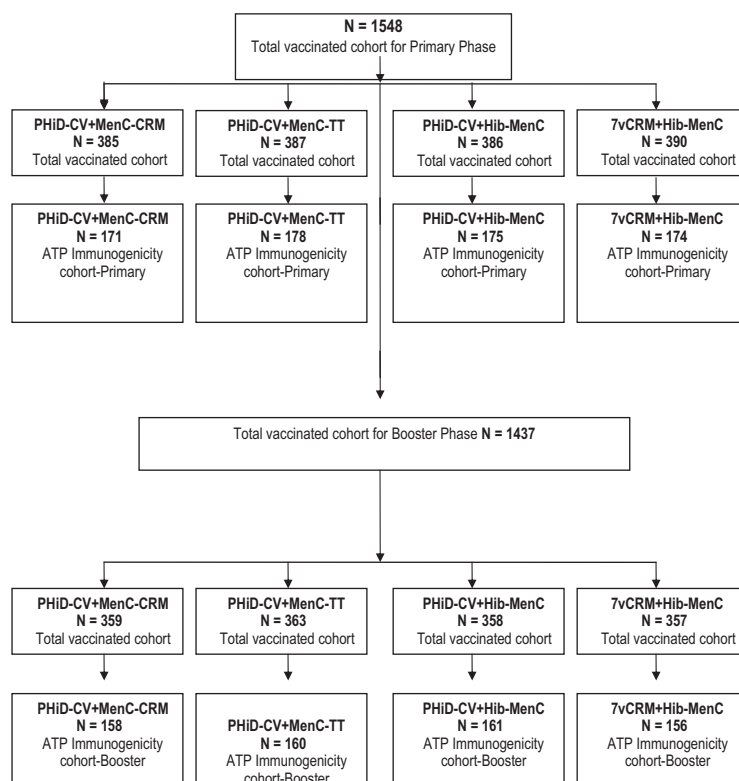 N = 1548
Total vaccinated cohort for Primary Phase
PHiD-CV+MenC-CRM
N = 385
Total vaccinated cohort
PHiD-CV+MenC-TT
N = 387
Total vaccinated cohort
PHiD-CV+Hib-MenC
N = 386
Total vaccinated cohort
7vCRM+Hib-MenC
N = 390
Total vaccinated cohort
PHiD-CV+MenC-CRM
N = 171
ATP Immunogenicity
cohort-Primary
PHiD-CV+MenC-TT
N = 178
ATP Immunogenicity
cohort-Primary
PHiD-CV+Hib-MenC
N = 175
ATP Immunogenicity
cohort-Primary
7vCRM+Hib-MenC
N = 174
ATP Immunogenicity
cohort-Primary
Total vaccinated cohort for Booster Phase N = 1437
PHiD-CV+MenC-CRM
N = 359
Total vaccinated cohort
PHiD-CV+MenC-TT
N = 363
Total vaccinated cohort
PHiD-CV+Hib-MenC
N = 358
Total vaccinated cohort
7vCRM+Hib-MenC
N = 357
Total vaccinated cohort
PHiD-CV+MenC-CRM
N = 158
ATP Immunogenicity
cohort-Booster
PHiD-CV+MenC-TT
N = 160
ATP Immunogenicity
cohort-Booster
PHiD-CV+Hib-MenC
N = 161
ATP Immunogenicity
cohort-Booster
7vCRM+Hib-MenC
N = 156
ATP Immunogenicity
cohort-Booster